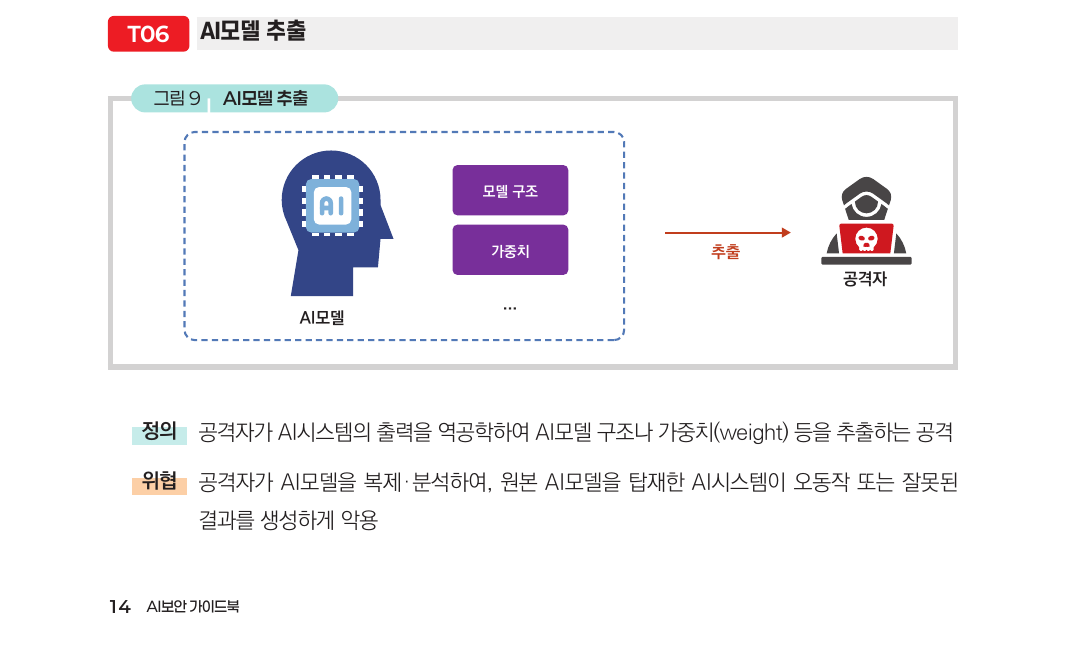 T06 AI모델 추출
그림 9 AI모델 추출
AI
모델 구조
가중치
...
AI모델
추출
공격자
정의 공격자가 AI시스템의 출력을 역공학하여 AI모델 구조나 가중치(weight) 등을 추출하는 공격
위협 공격자가 AI모델을 복제·분석하여, 원본 AI모델을 탑재한 AI시스템이 오동작 또는 잘못된
결과를 생성하게 악용
14 AI보안 가이드북